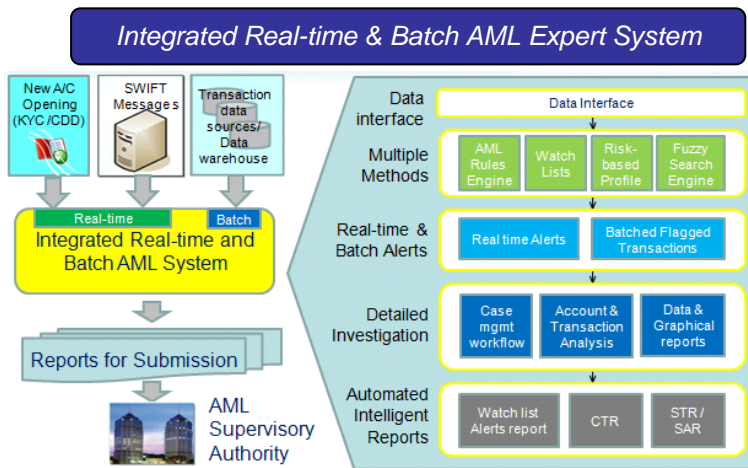 Integrated Real-time & Batch AML Expert System
New A/C
Opening
(KYC /CDD)
SWIFT
Messages
Transaction
data
sources/
Data
warehouse
Real-time
Batch
Integrated Real-time and
Batch AML System
Reports for Submission
AML
Supervisory
Authority
Data
interface
Data Interface
Multiple
Methods
AML
Rules
Engine
Watch
Lists
Risk-
based
Profile
Fuzzy
Search
Engine
Real-time &
Batch Alerts
Real time Alerts
Batched Flagged
Transactions
Detailed
Investigation
Case
mgmt
workflow
Account &
Transaction
Analysis
Data &
Graphical
reports
Automated
Intelligent
Reports
Watch list
Alerts report
CTR
STR /
SAR